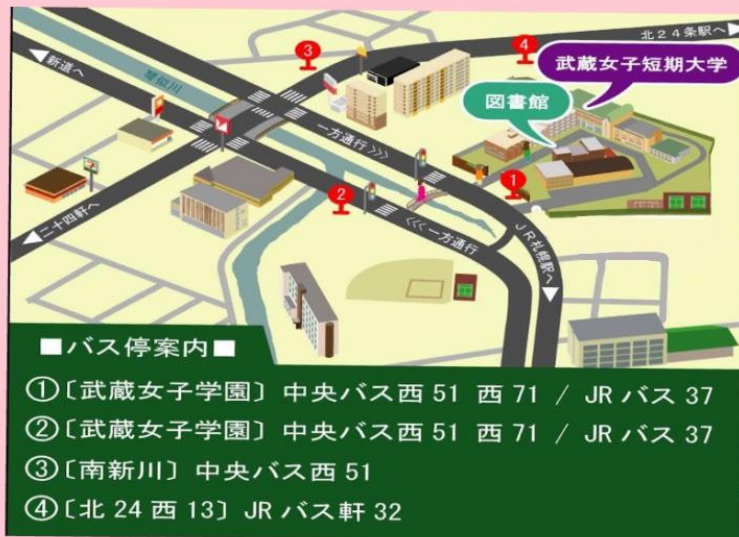 北24条駅へ
武蔵女子短期大学
図書館
新道へ
琴似川
一方通行 >>>
二十四軒へ
<<< 一方通行
JR札幌駅へ
③
④
②
①
■バス停案内■
①〔武蔵女子学園〕中央バス西 51 西 71 / JR バス 37
②〔武蔵女子学園〕中央バス西 51 西 71 / JR バス 37
③〔南新川〕中央バス西 51
④〔北 24 西 13〕JR バス軒 32